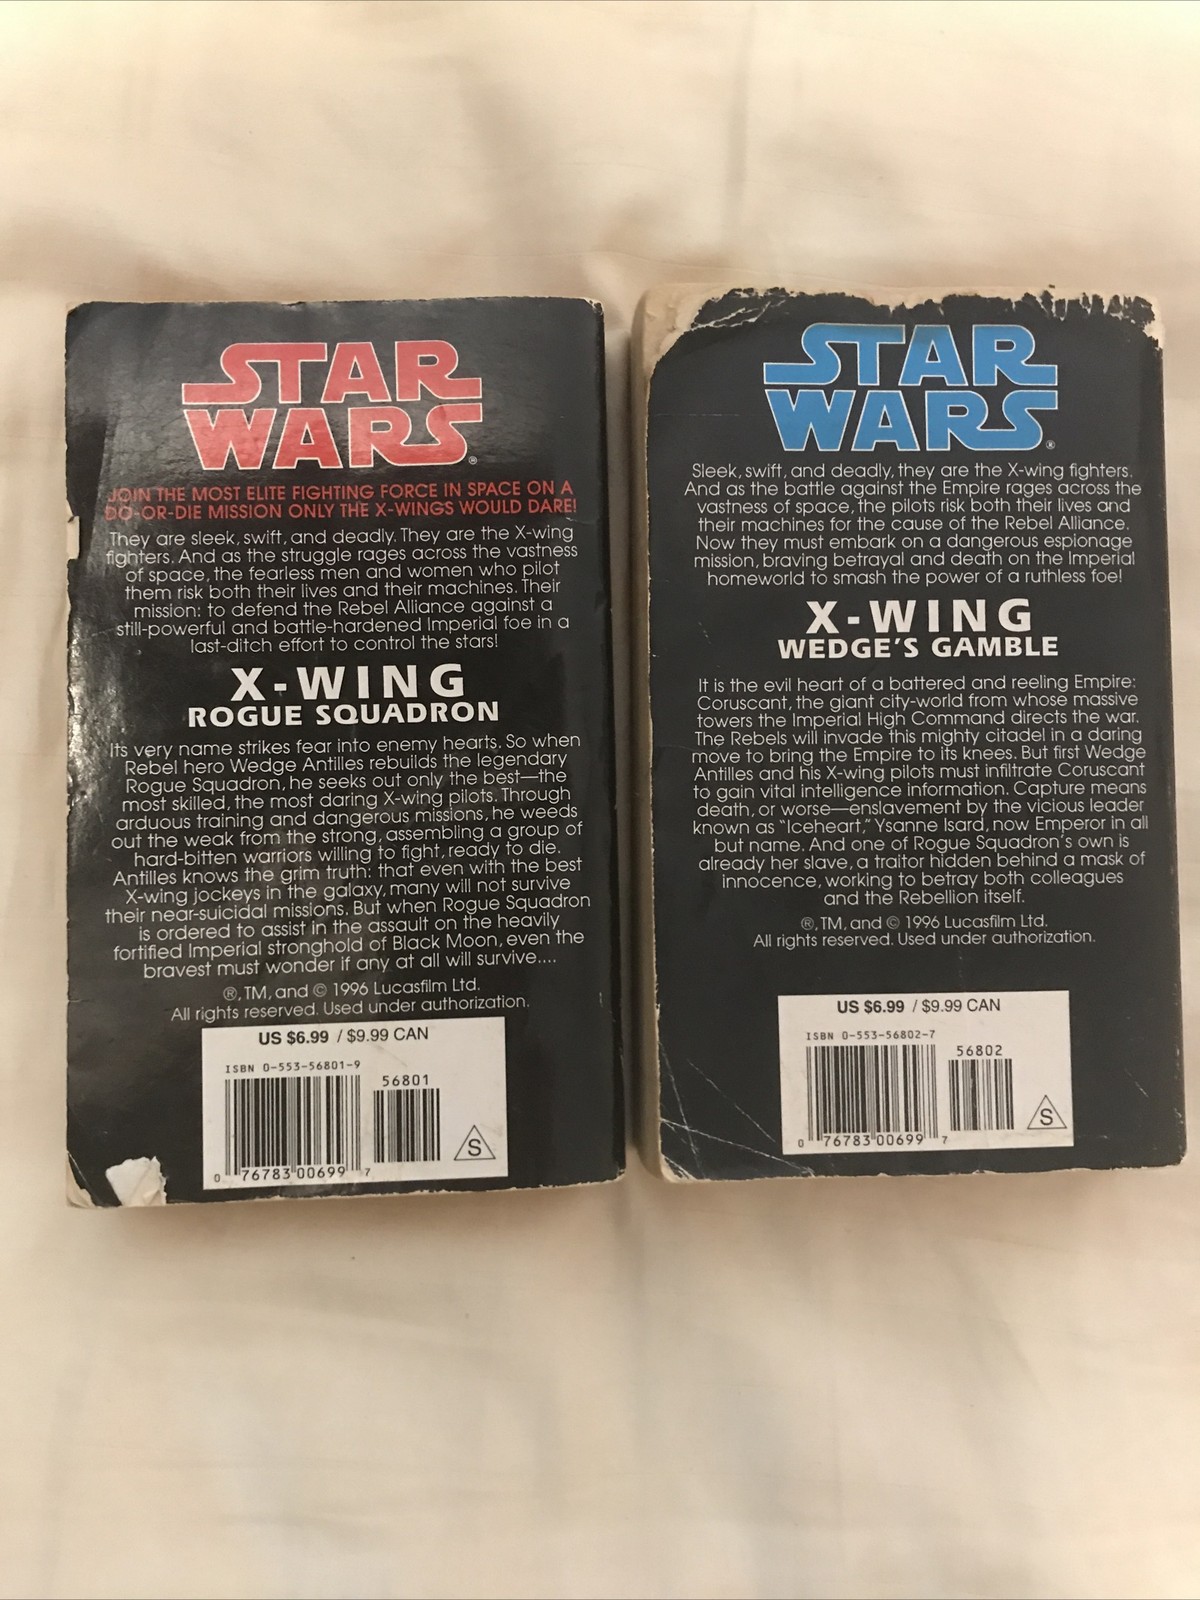 STAR
WARS®
JOIN THE MOST ELITE FIGHTING FORCE IN SPACE ON A
DO-OR-DIE MISSION ONLY THE X-WINGS WOULD DARE!
They are sleek, swift, and deadly. They are the X-wing
fighters. And as the struggle rages across the vastness
of space, the fearless men and women who pilot
them risk both their lives and their machines. Their
mission: to defend the Rebel Alliance against a
still-powerful and battle-hardened Imperial foe in a
last-ditch effort to control the stars!
X-WING
ROGUE SQUADRON
Its very name strikes fear into enemy hearts. So when
Rebel hero Wedge Antilles rebuilds the legendary
Rogue Squadron, he seeks out only the best—the
most skilled, the most daring X-wing pilots. Through
arduous training and dangerous missions, he weeds
out the weak from the strong, assembling a group of
hard-bitten warriors willing to fight, ready to die.
Antilles knows the grim truth: that even with the best
X-wing jockeys in the galaxy, many will not survive
their near-suicidal missions. But when Rogue Squadron
is ordered to assist in the assault on the heavily
fortified Imperial stronghold of Black Moon, even the
bravest must wonder if any at all will survive....
®, TM, and © 1996 Lucasfilm Ltd.
All rights reserved. Used under authorization.
US $6.99 / $9.99 CAN
ISBN 0-553-56801-9
56801
0 76783 00699 7
S
STAR
WARS®
Sleek, swift, and deadly, they are the X-wing fighters.
And as the battle against the Empire rages across the
vastness of space, the pilots risk both their lives and
their machines for the cause of the Rebel Alliance.
Now they must embark on a dangerous espionage
mission, braving betrayal and death on the Imperial
homeworld to smash the power of a ruthless foe!
X-WING
WEDGE'S GAMBLE
It is the evil heart of a battered and reeling Empire:
Coruscant, the giant city-world from whose massive
towers the Imperial High Command directs the war.
The Rebels will invade this mighty citadel in a daring
move to bring the Empire to its knees. But first Wedge
Antilles and his X-wing pilots must infiltrate Coruscant
to gain vital intelligence information. Capture means
death, or worse—enslavement by the vicious leader
known as "Iceheart," Ysanne Isard, now Emperor in all
but name. And one of Rogue Squadron's own is
already her slave, a traitor hidden behind a mask of
innocence, working to betray both colleagues
and the Rebellion itself.
®, TM, and © 1996 Lucasfilm Ltd.
All rights reserved. Used under authorization.
US $6.99 / $9.99 CAN
ISBN 0-553-56802-7
56802
0 76783 00699 7
S